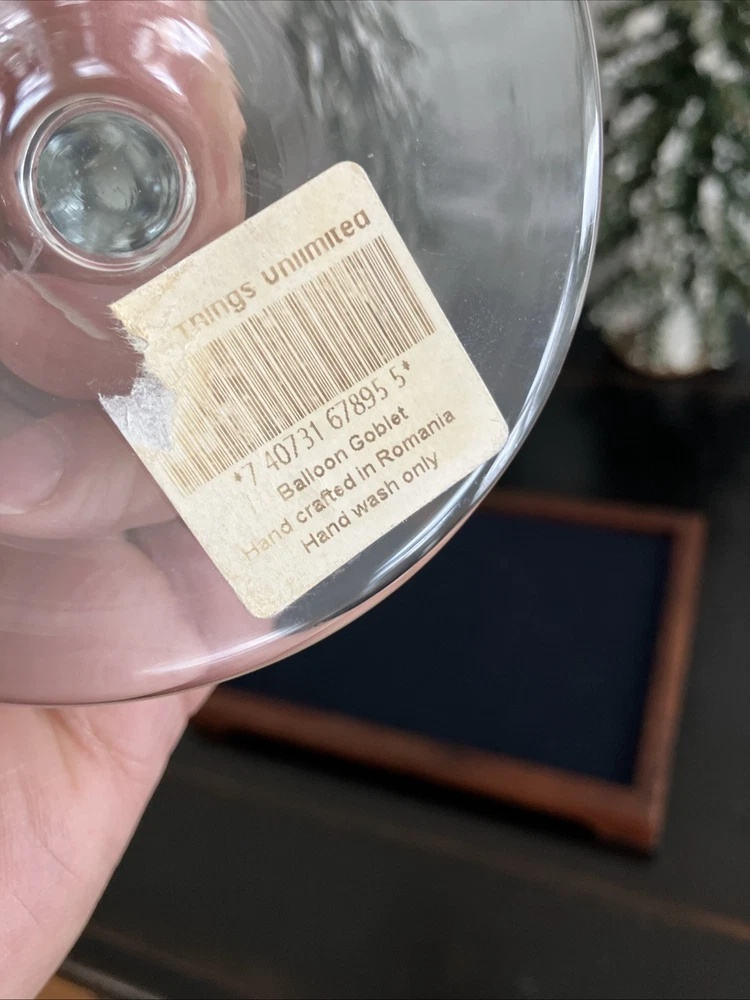 Things Unlimited
*7 40731 67895 5*
Balloon Goblet
Hand crafted in Romania
Hand wash only